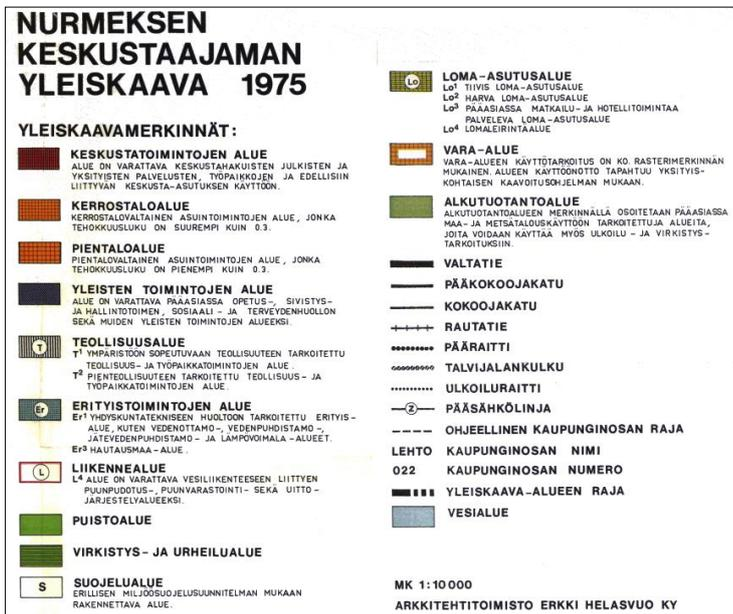 NURMEKSEN
KESKUSTAAJAMAN
YLEISKAAVA 1975
YLEISKAAVAMERKINNÄT:
KESKUSTATOIMINTOJEN ALUE
ALUE ON VARATTAVA KESKUSTAHAKUISTEN JULKISTEN JA
YKSITYISTEN PALVELUSTEN, TYÖPAIKKOJEN JA EDELLISIIN
LIITTYVÄN KESKUSTA-ASUTUKSEN KÄYTTÖÖN.
KERROSTALOALUE
KERROSTALOVALTAINEN ASUINTOIMINTOJEN ALUE, JONKA
TEHOKKUUSLUKU ON SUUREMPI KUIN 0.3.
PIENTALOALUE
PIENTALOVALTAINEN ASUINTOIMINTOJEN ALUE, JONKA
TEHOKKUUSLUKU ON PIENEMPI KUIN 0.3.
YLEISTEN TOIMINTOJEN ALUE
ALUE ON VARATTAVA PÄÄASIASSA OPETUS-, SIVISTYS-
JA HALLINTOTOIMEN, SOSIAALI- JA TERVEYDENHUOLLON
SEKÄ MUIDEN YLEISTEN TOIMINTOJEN ALUEEKSI.
T
TEOLLISUUSALUE
T1 YMPÄRISTÖÖN SOPEUTUVAAN TEOLLISUUTEEN TARKOITETTU
TEOLLISUUS- JA TYÖPAIKKATOIMINTOJEN ALUE.
T2 PIENTEOLLISUUTEEN TARKOITETTU TEOLLISUUS- JA
TYÖPAIKKATOIMINTOJEN ALUE.
Er
ERITYISTOIMINTOJEN ALUE
Er1 YHDYSKUNTATEKNISEEN HUOLTOON TARKOITETTU ERITYIS-
ALUE, KUTEN VEDENOTTAMO-, VEDENPUHDISTAMO-,
JÄTEVEDENPUHDISTAMO- JA LÄMPÖVOIMALA-ALUEET.
Er3 HAUTAUSMAA-ALUE.
L
LIIKENNEALUE
L4 ALUE ON VARATTAVA VESILIIKENTEESEEN LIITTYEN
PUUNPUDOTUS-, PUUNVARASTOINTI- SEKÄ UITTO-
JÄRJESTELYALUEEKSI.
PUISTOALUE
VIRKISTYS- JA URHEILUALUE
S
SUOJELUALUE
ERILLISEN MILJÖÖSUOJELUSUUNNITELMAN MUKAAN
RAKENNETTAVA ALUE.
Lo
LOMA-ASUTUSALUE
Lo1 TIIVIS LOMA-ASUTUSALUE
Lo2 HARVA LOMA-ASUTUSALUE
Lo3 PÄÄASIASSA MATKAILU- JA HOTELLITOIMINTAA
PALVELEVA LOMA-ASUTUSALUE
Lo4 LOMALEIRINTÄALUE
VARA-ALUE
VARA-ALUEEN KÄYTTÖTARKOITUS ON KO. RASTERIMERKINNÄN
MUKAINEN. ALUEEN KÄYTTÖÖNOTTO TAPAHTUU YKSITYIS-
KOHTAISEN KAAVOITUSOHJELMAN MUKAAN.
ALKUTUOTANTOALUE
ALKUTUOTANTOALUEEN MERKINNÄLLÄ OSOITETAAN PÄÄASIASSA
MAA- JA METSÄTALOUSKÄYTTÖÖN TARKOITETTUJA ALUEITA,
JOITA VOIDAAN KÄYTTÄÄ MYÖS ULKOILU- JA VIRKISTYS-
TARKOITUKSIIN.
VALTATIE
PÄÄKOKOOJAKATU
KOKOOJAKATU
RAUTATIE
PÄÄRAITTI
TALVIJALANKULKU
ULKOILURAITTI
Z PÄÄSÄHKÖLINJA
OHJEELLINEN KAUPUNGINOSAN RAJA
LEHTO KAUPUNGINOSAN NIMI
022 KAUPUNGINOSAN NUMERO
YLEISKAAVA-ALUEEN RAJA
VESIALUE
MK 1:10000
ARKKITEHTITOIMISTO ERKKI HELASVUO KY